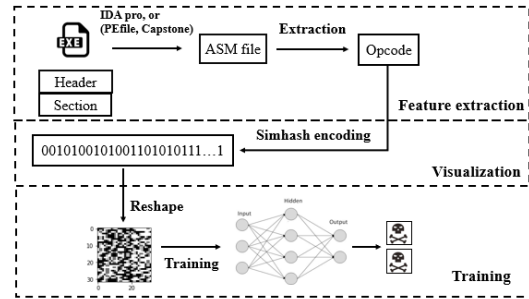 IDA pro, or
(PEfile, Capstone)
EXE
ASM file
Extraction
Opcode
Header
Section
Feature extraction
Simhash encoding
0010100101001101010111...1
Visualization
Reshape
Input
Hidden
Output
0
10
20
30
0
20
Training
Training